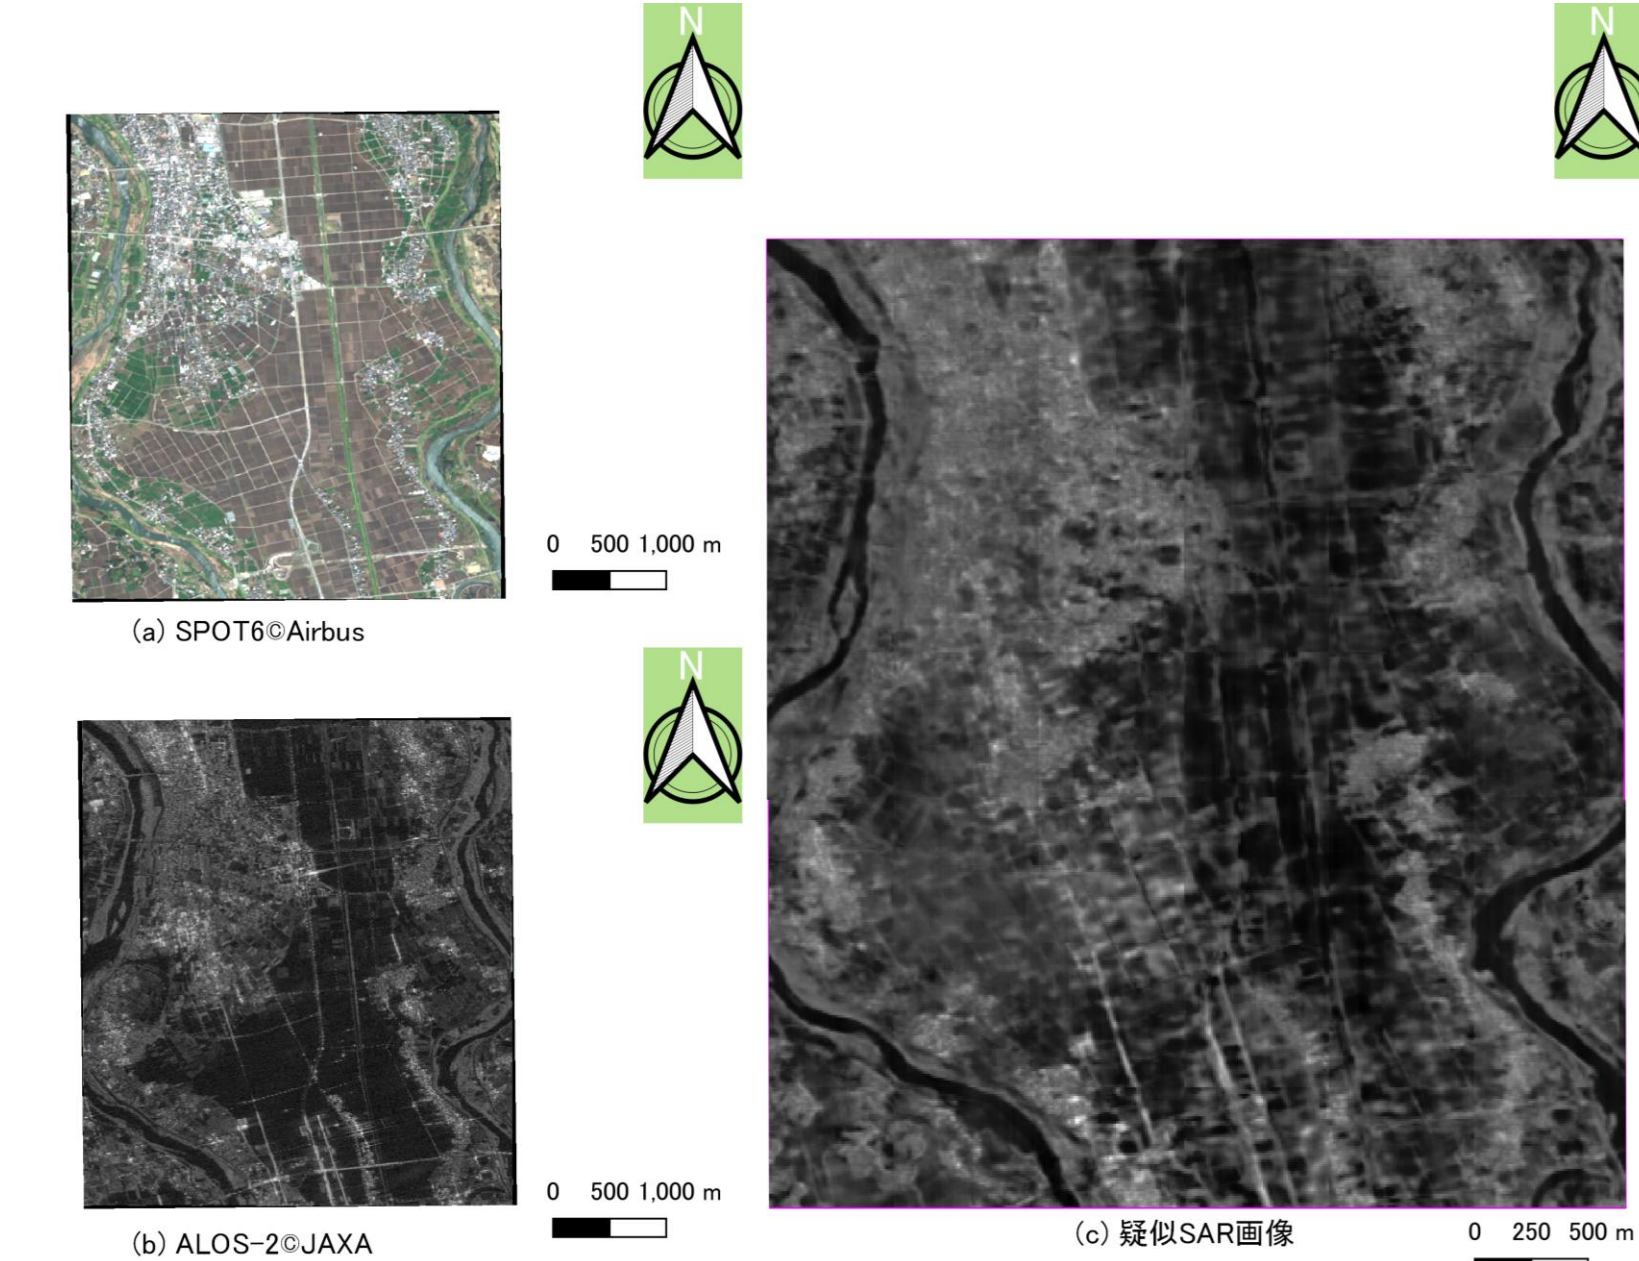 N
N
0 500 1,000 m
(a) SPOT6©Airbus
N
0 500 1,000 m
(b) ALOS-2©JAXA
(c) 疑似SAR画像
0 250 500 m